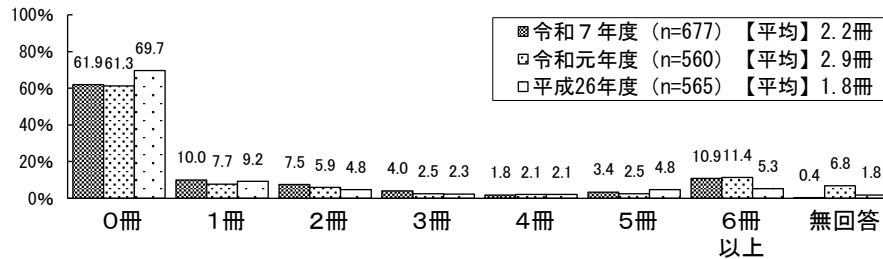 100%
80%
60%
40%
20%
0%
令和７年度（n=677）【平均】2.2冊
令和元年度（n=560）【平均】2.9冊
平成26年度（n=565）【平均】1.8冊
61.9 61.3 69.7
10.0 7.7 9.2
7.5 5.9 4.8
4.0 2.5 2.3
1.8 2.1 2.1
3.4 2.5 4.8
10.9 11.4 5.3
0.4 6.8 1.8
０冊 １冊 ２冊 ３冊 ４冊 ５冊 ６冊 無回答
以上